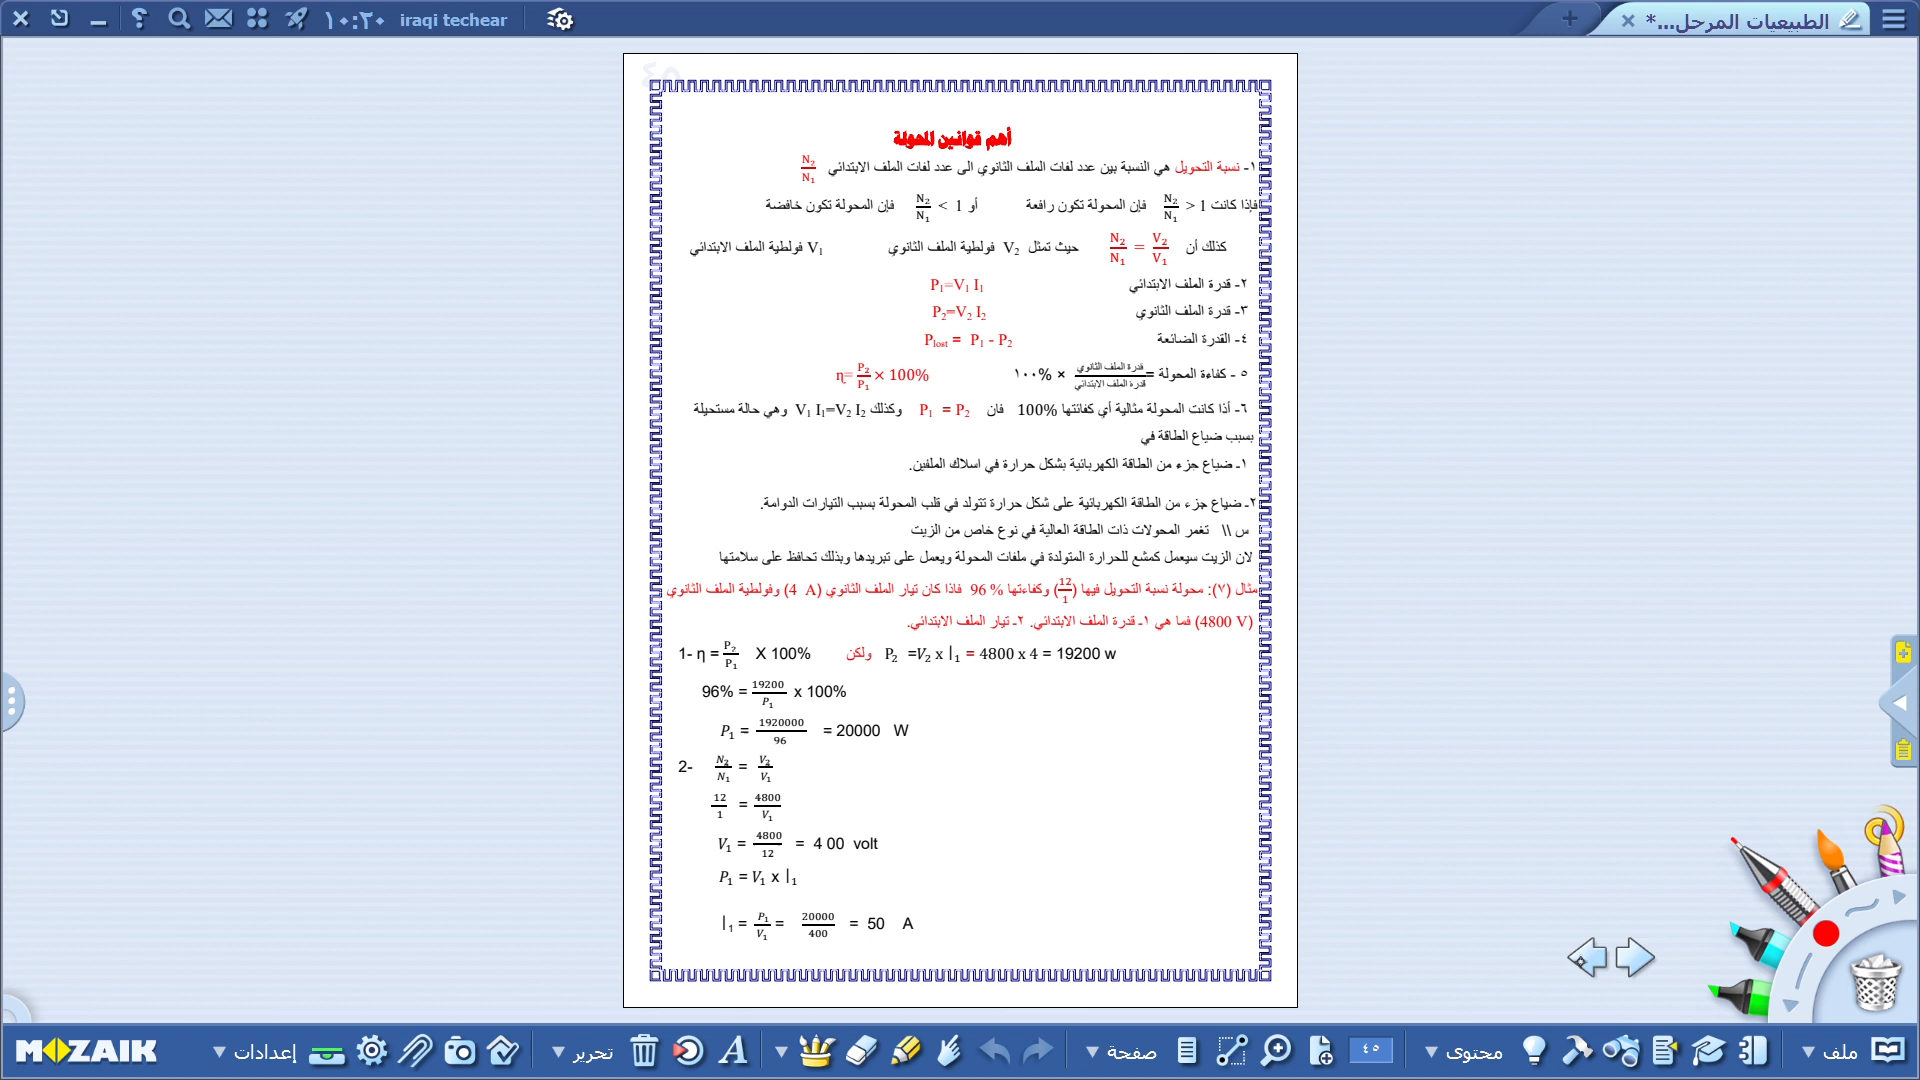 ١٠:٢٠ iraqi techear
الطبيعيات المرحل...*
٤٥
أهم قوانين المحولة
١- نسبة التحويل هي النسبة بين عدد لفات الملف الثانوي الى عدد لفات الملف الابتدائي N₂/N₁
فإذا كانت N₂/N₁ > 1 فإن المحولة تكون رافعة أو N₂/N₁ < 1 فإن المحولة تكون خافضة
كذلك أن N₂/N₁ = V₂/V₁ حيث تمثل V₂ فولطية الملف الثانوي V₁ فولطية الملف الابتدائي
٢- قدرة الملف الابتدائي P₁=V₁ I₁
٣- قدرة الملف الثانوي P₂=V₂ I₂
٤- القدرة الضائعة Plost = P₁ - P₂
٥ - كفاءة المحولة = قدرة الملف الثانوي/قدرة الملف الابتدائي × %١٠٠ η= P₂/P₁ × 100%
٦- أذا كانت المحولة مثالية أي كفائتها %100 فان P₁ = P₂ وكذلك V₁ I₁=V₂ I₂ وهي حالة مستحيلة
بسبب ضياع الطاقة في
١- ضياع جزء من الطاقة الكهربائية بشكل حرارة في اسلاك الملفين.
٢- ضياع جزء من الطاقة الكهربائية على شكل حرارة تتولد في قلب المحولة بسبب التيارات الدوامة.
س \\ تغمر المحولات ذات الطاقة العالية في نوع خاص من الزيت
لان الزيت سيعمل كمشع للحرارة المتولدة في ملفات المحولة ويعمل على تبريدها وبذلك تحافظ على سلامتها
مثال (٧): محولة نسبة التحويل فيها (12/1) وكفاءتها % 96 فاذا كان تيار الملف الثانوي (4 A) وفولطية الملف الثانوي
(4800 V) فما هي ١- قدرة الملف الابتدائي. ٢- تيار الملف الابتدائي.
1- η = P₂/P₁ X 100% ولكن P₂ =V₂ x I₁ = 4800 x 4 = 19200 w
96% = 19200/P₁ x 100%
P₁ = 1920000/96 = 20000 W
2- N₂/N₁ = V₂/V₁
12/1 = 4800/V₁
V₁ = 4800/12 = 4 00 volt
P₁ = V₁ x I₁
I₁ = P₁/V₁ = 20000/400 = 50 A
MOZAIK إعدادات تحرير A صفحة ٤٥ محتوى ملف